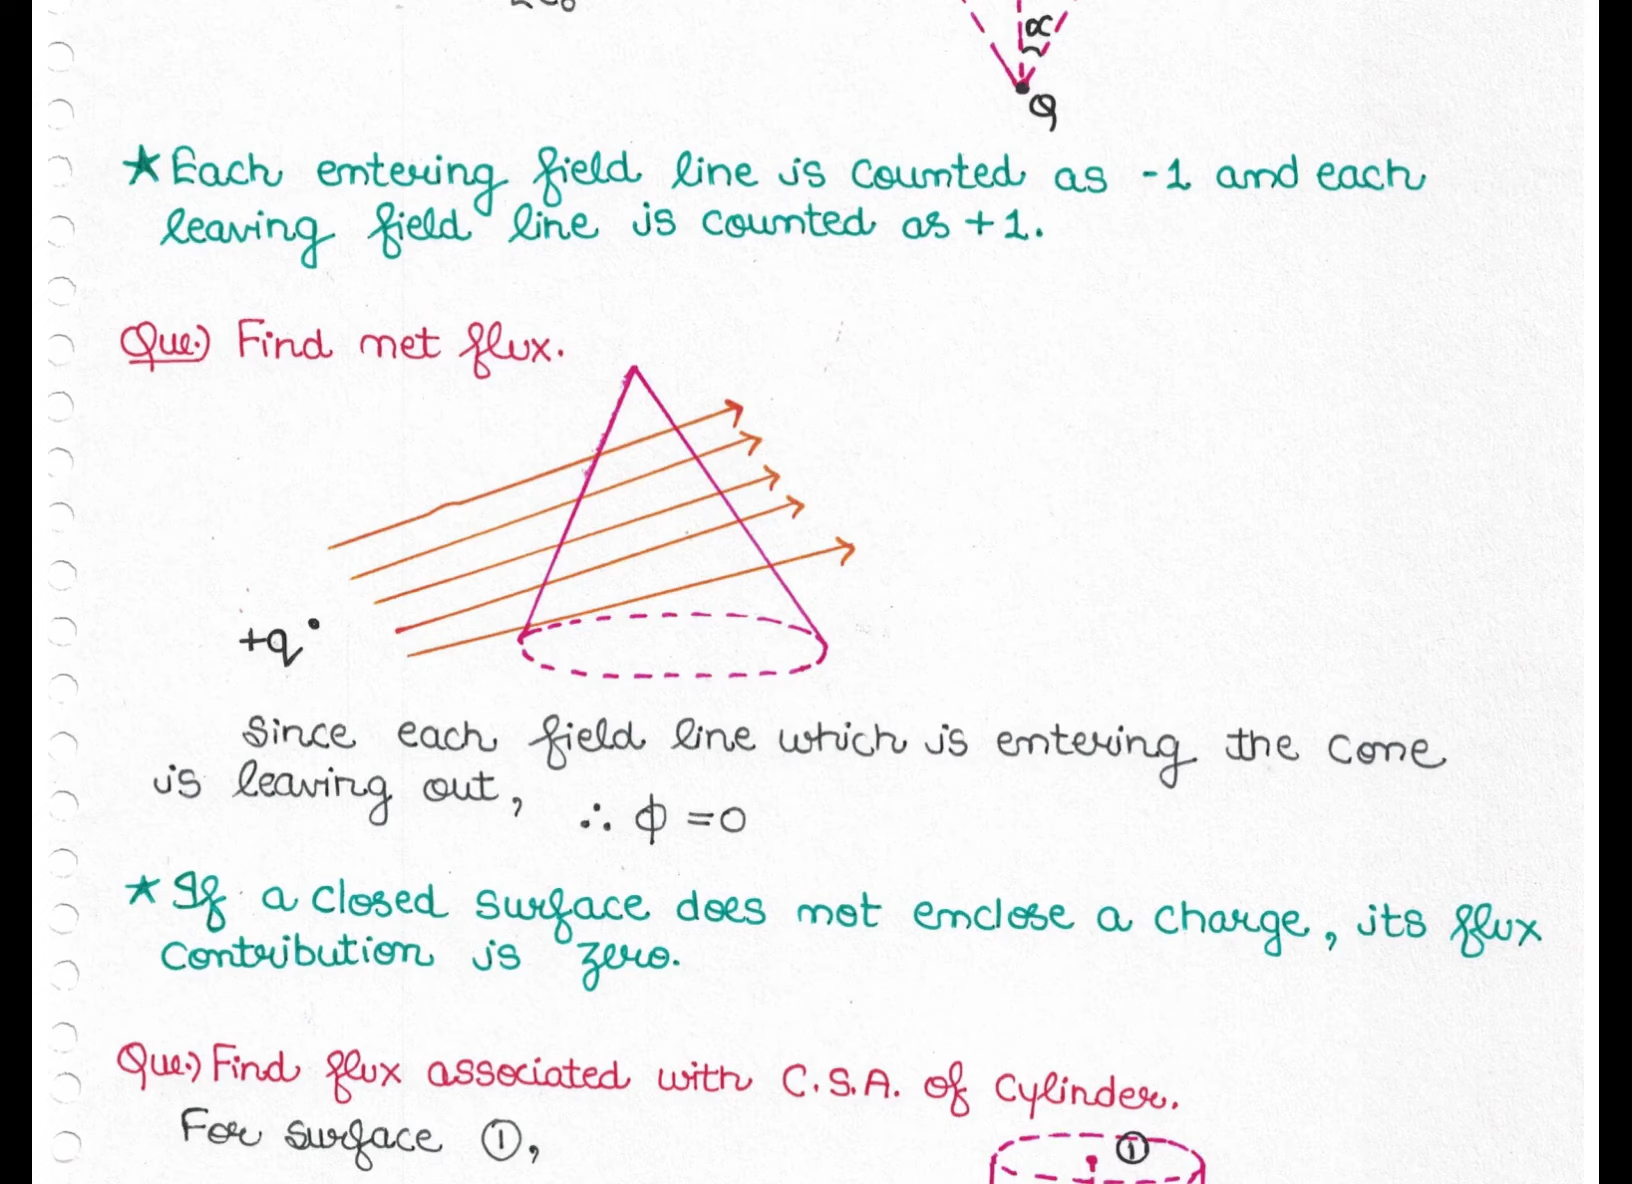 α
Q
★ Each entering field line is counted as -1 and each
leaving field line is counted as +1.
Que.) Find net flux.
+q
Since each field line which is entering the cone
is leaving out, ∴ ϕ = 0
★ If a closed surface does not enclose a charge, its flux
contribution is zero.
Que.) Find flux associated with C.S.A. of cylinder.
For surface ①,
①